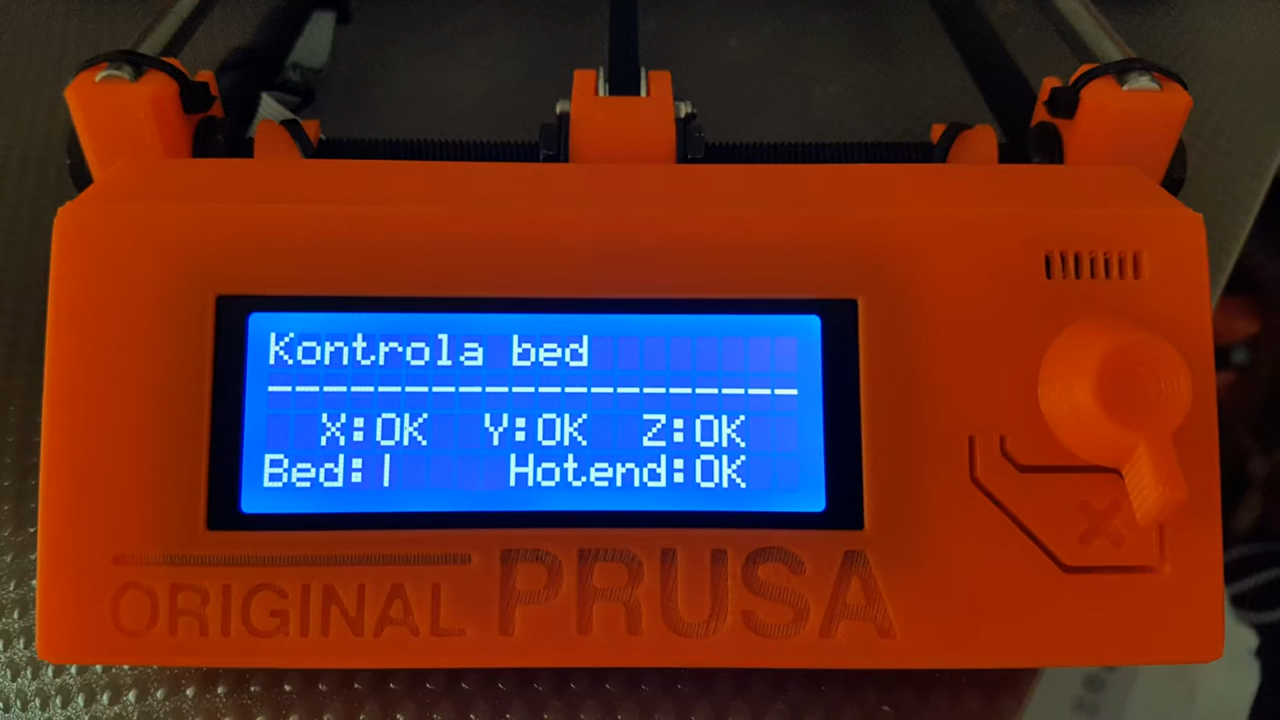 Kontrola bed
--------------------
X:OK Y:OK Z:OK
Bed:| Hotend:OK
ORIGINAL PRUSA